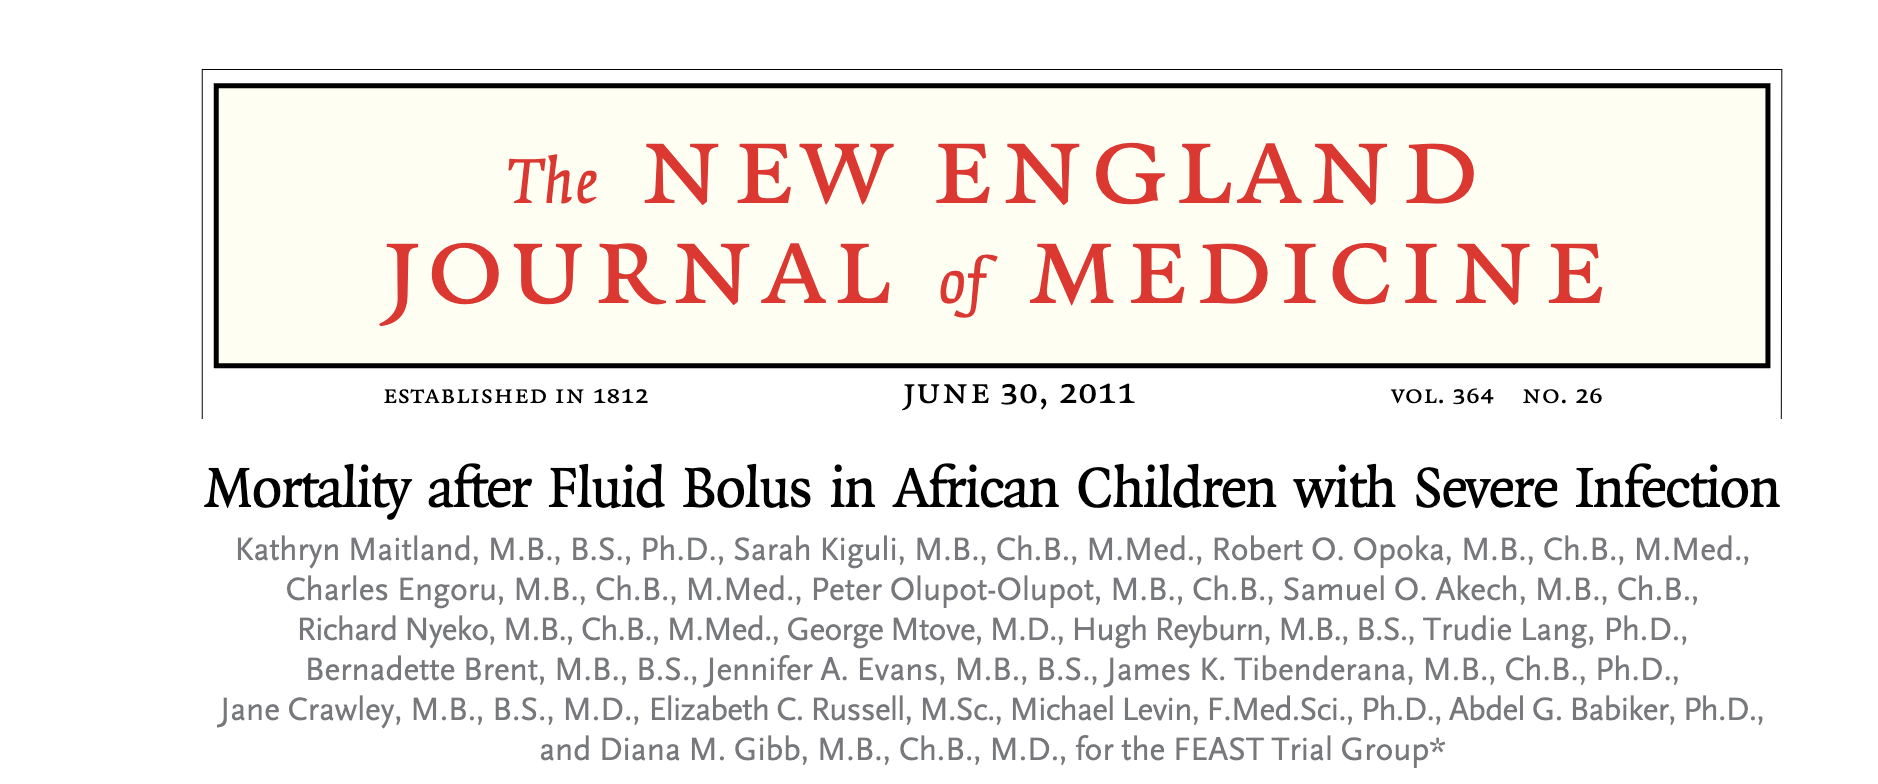 The NEW ENGLAND
JOURNAL of MEDICINE
ESTABLISHED IN 1812 JUNE 30, 2011 VOL. 364 NO. 26
Mortality after Fluid Bolus in African Children with Severe Infection
Kathryn Maitland, M.B., B.S., Ph.D., Sarah Kiguli, M.B., Ch.B., M.Med., Robert O. Opoka, M.B., Ch.B., M.Med.,
Charles Engoru, M.B., Ch.B., M.Med., Peter Olupot-Olupot, M.B., Ch.B., Samuel O. Akech, M.B., Ch.B.,
Richard Nyeko, M.B., Ch.B., M.Med., George Mtove, M.D., Hugh Reyburn, M.B., B.S., Trudie Lang, Ph.D.,
Bernadette Brent, M.B., B.S., Jennifer A. Evans, M.B., B.S., James K. Tibenderana, M.B., Ch.B., Ph.D.,
Jane Crawley, M.B., B.S., M.D., Elizabeth C. Russell, M.Sc., Michael Levin, F.Med.Sci., Ph.D., Abdel G. Babiker, Ph.D.,
and Diana M. Gibb, M.B., Ch.B., M.D., for the FEAST Trial Group*